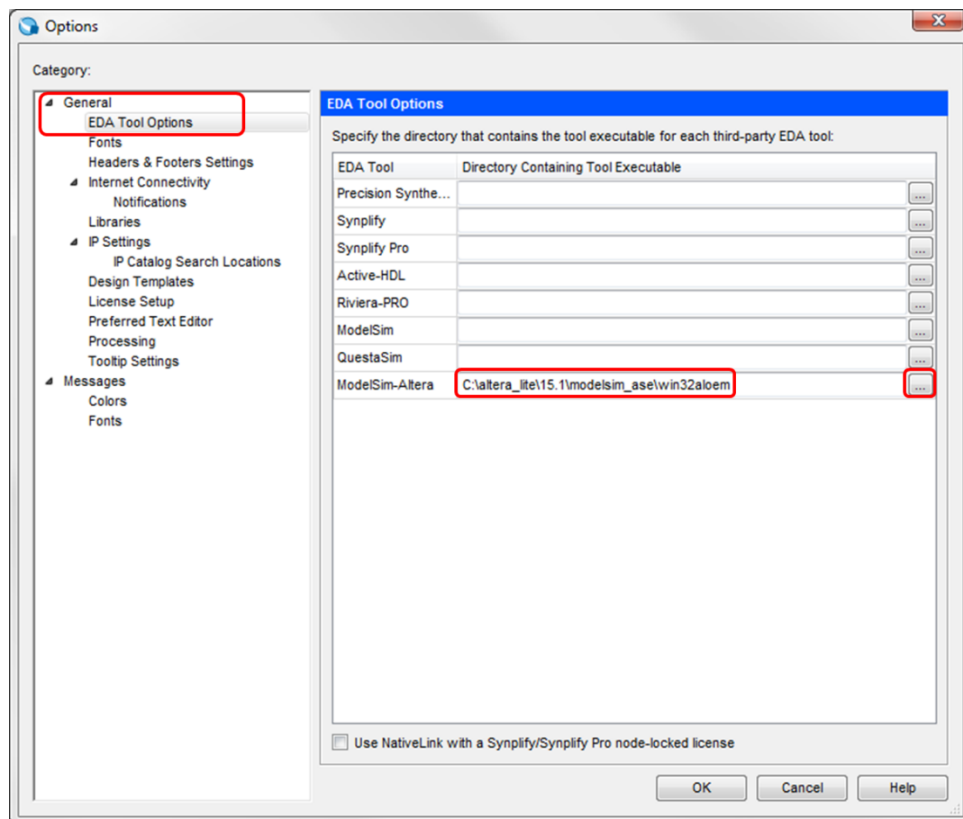 Options
Category:
General
EDA Tool Options
Fonts
Headers & Footers Settings
Internet Connectivity
Notifications
Libraries
IP Settings
IP Catalog Search Locations
Design Templates
License Setup
Preferred Text Editor
Processing
Tooltip Settings
Messages
Colors
Fonts
EDA Tool Options
Specify the directory that contains the tool executable for each third-party EDA tool:
EDA Tool Directory Containing Tool Executable
Precision Synthe... ...
Synplify ...
Synplify Pro ...
Active-HDL ...
Riviera-PRO ...
ModelSim ...
QuestaSim ...
ModelSim-Altera C:\altera_lite\15.1\modelsim_ase\win32aloem ...
Use NativeLink with a Synplify/Synplify Pro node-locked license
OK Cancel Help